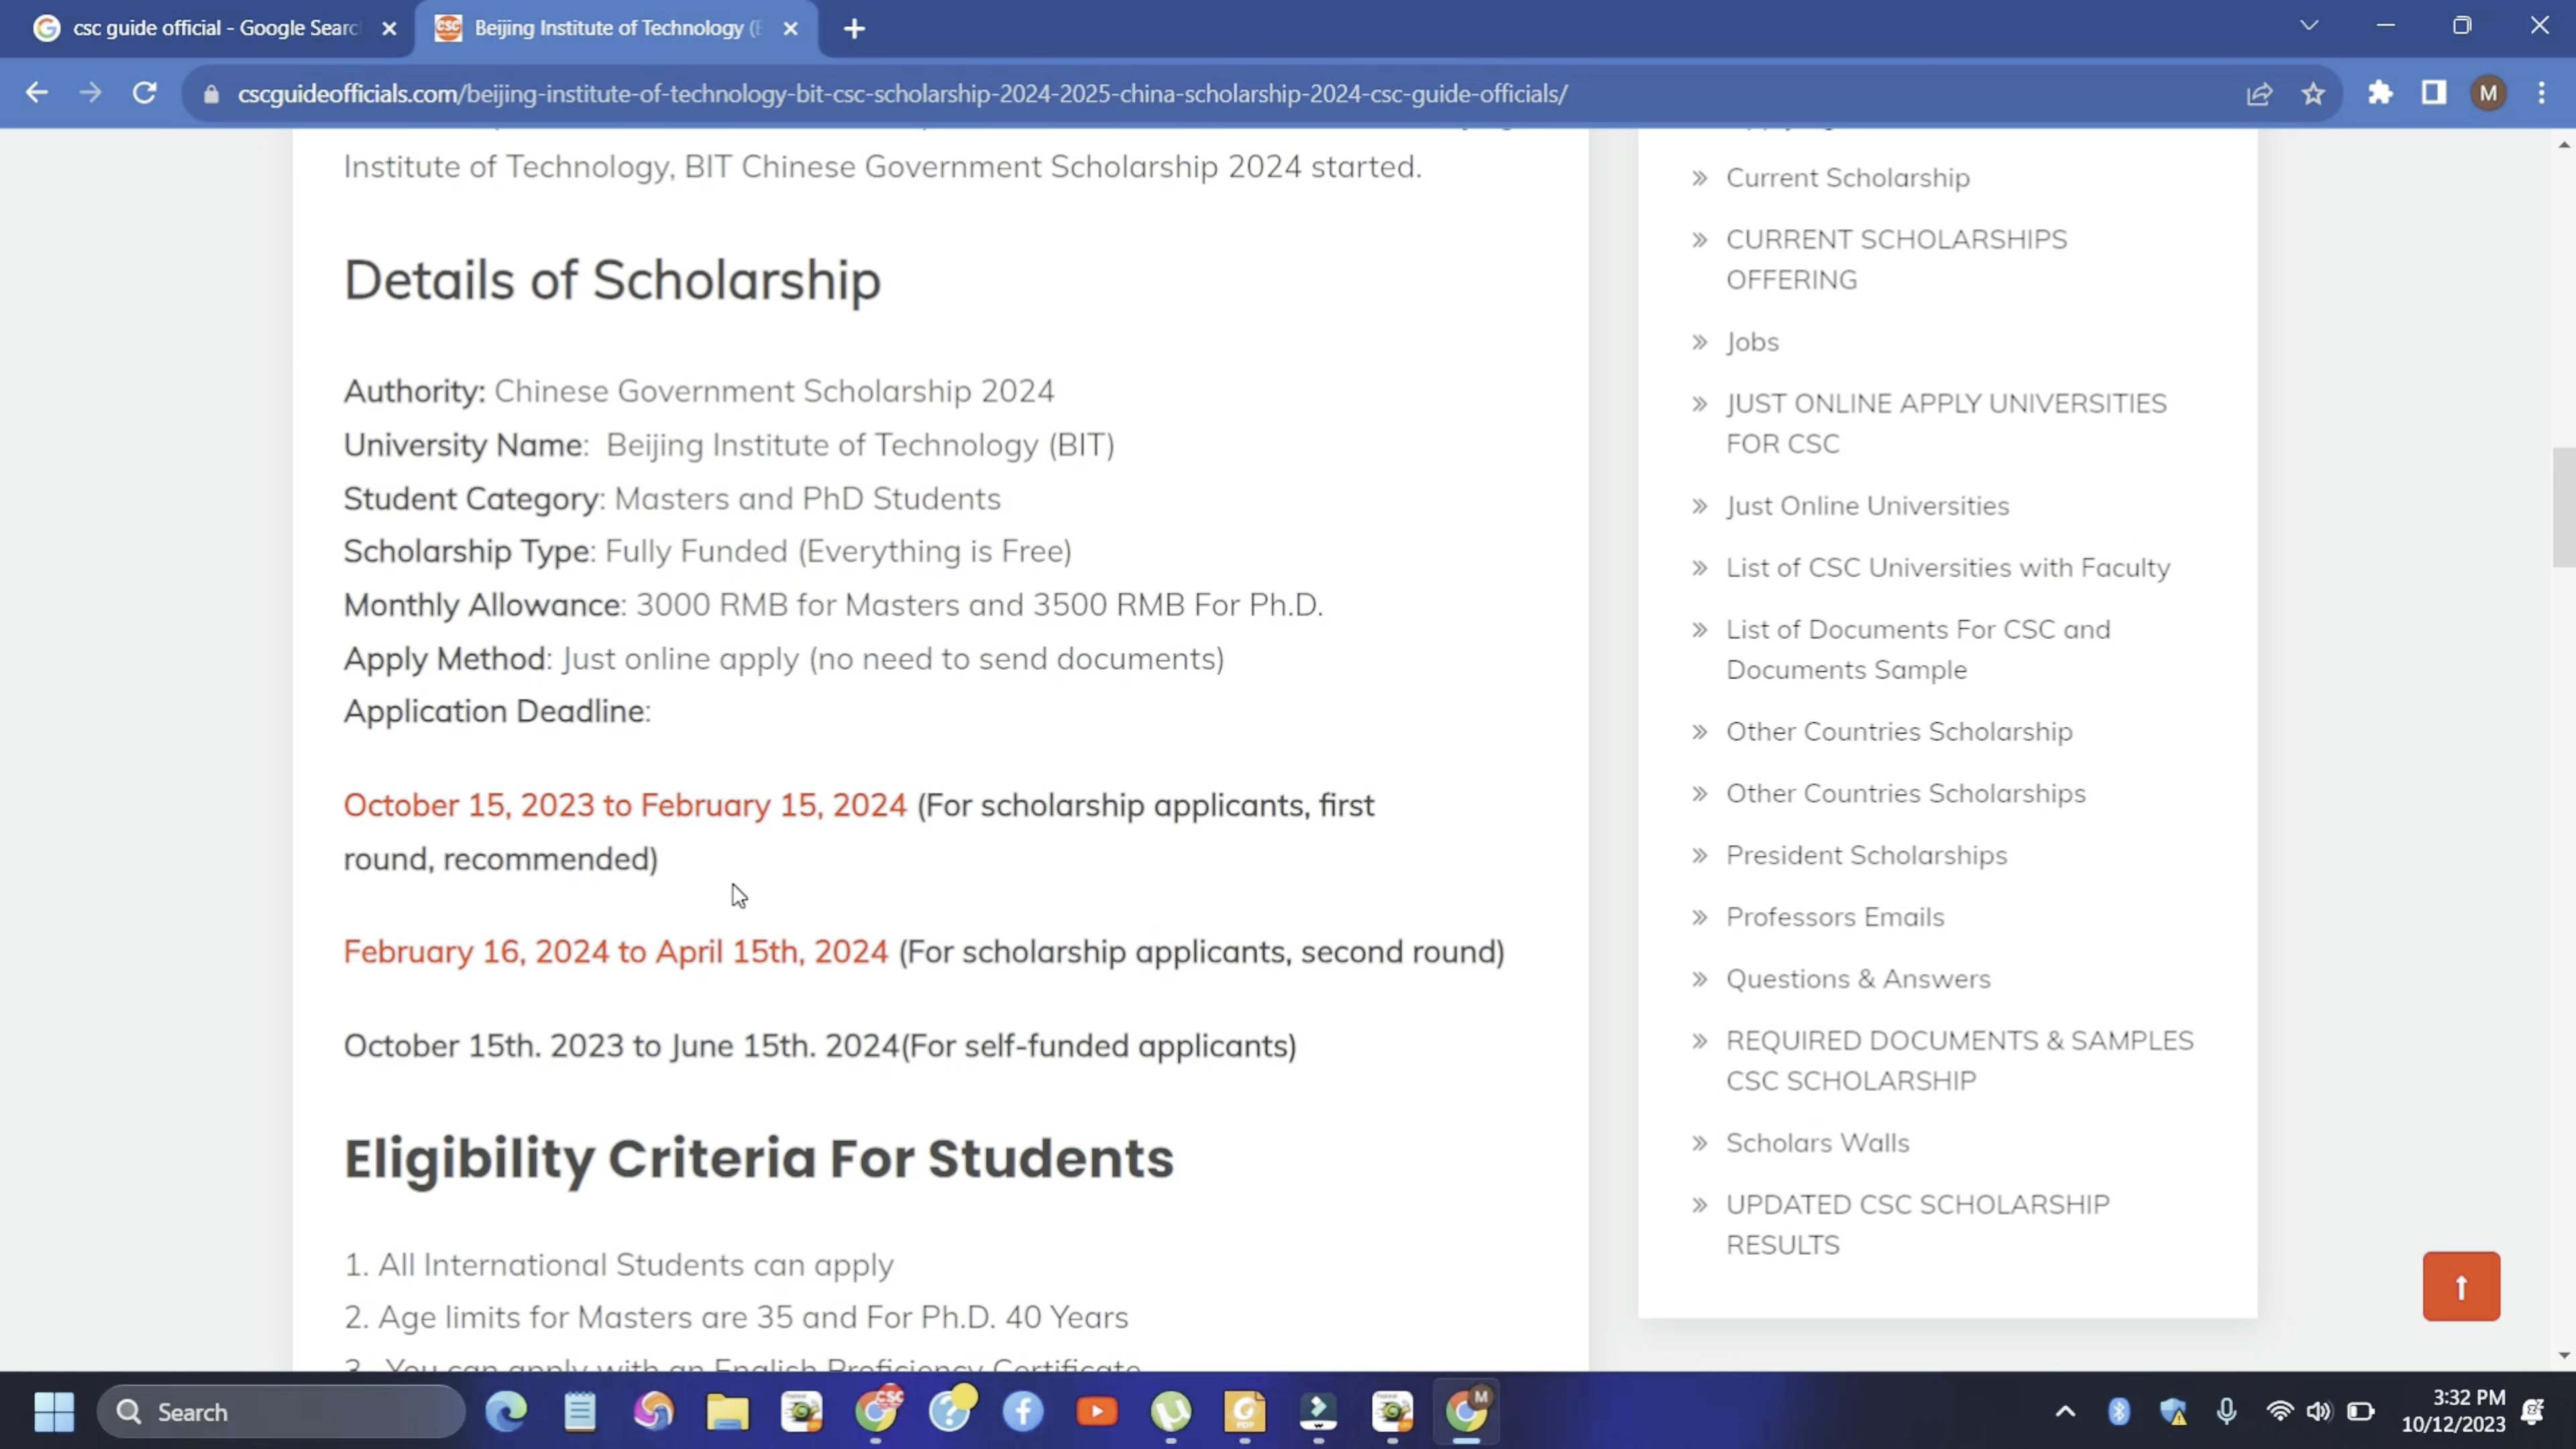 csc guide official - Google Searc
Beijing Institute of Technology (
cscguideofficials.com/beijing-institute-of-technology-bit-csc-scholarship-2024-2025-china-scholarship-2024-csc-guide-officials/
M
Institute of Technology, BIT Chinese Government Scholarship 2024 started.
Details of Scholarship
Authority: Chinese Government Scholarship 2024
University Name: Beijing Institute of Technology (BIT)
Student Category: Masters and PhD Students
Scholarship Type: Fully Funded (Everything is Free)
Monthly Allowance: 3000 RMB for Masters and 3500 RMB For Ph.D.
Apply Method: Just online apply (no need to send documents)
Application Deadline:
October 15, 2023 to February 15, 2024 (For scholarship applicants, first
round, recommended)
February 16, 2024 to April 15th, 2024 (For scholarship applicants, second round)
October 15th. 2023 to June 15th. 2024(For self-funded applicants)
Eligibility Criteria For Students
1. All International Students can apply
2. Age limits for Masters are 35 and For Ph.D. 40 Years
3. You can apply with an English Proficiency Certificate
» Current Scholarship
» CURRENT SCHOLARSHIPS
OFFERING
» Jobs
» JUST ONLINE APPLY UNIVERSITIES
FOR CSC
» Just Online Universities
» List of CSC Universities with Faculty
» List of Documents For CSC and
Documents Sample
» Other Countries Scholarship
» Other Countries Scholarships
» President Scholarships
» Professors Emails
» Questions & Answers
» REQUIRED DOCUMENTS & SAMPLES
CSC SCHOLARSHIP
» Scholars Walls
» UPDATED CSC SCHOLARSHIP
RESULTS
Search
3:32 PM
10/12/2023